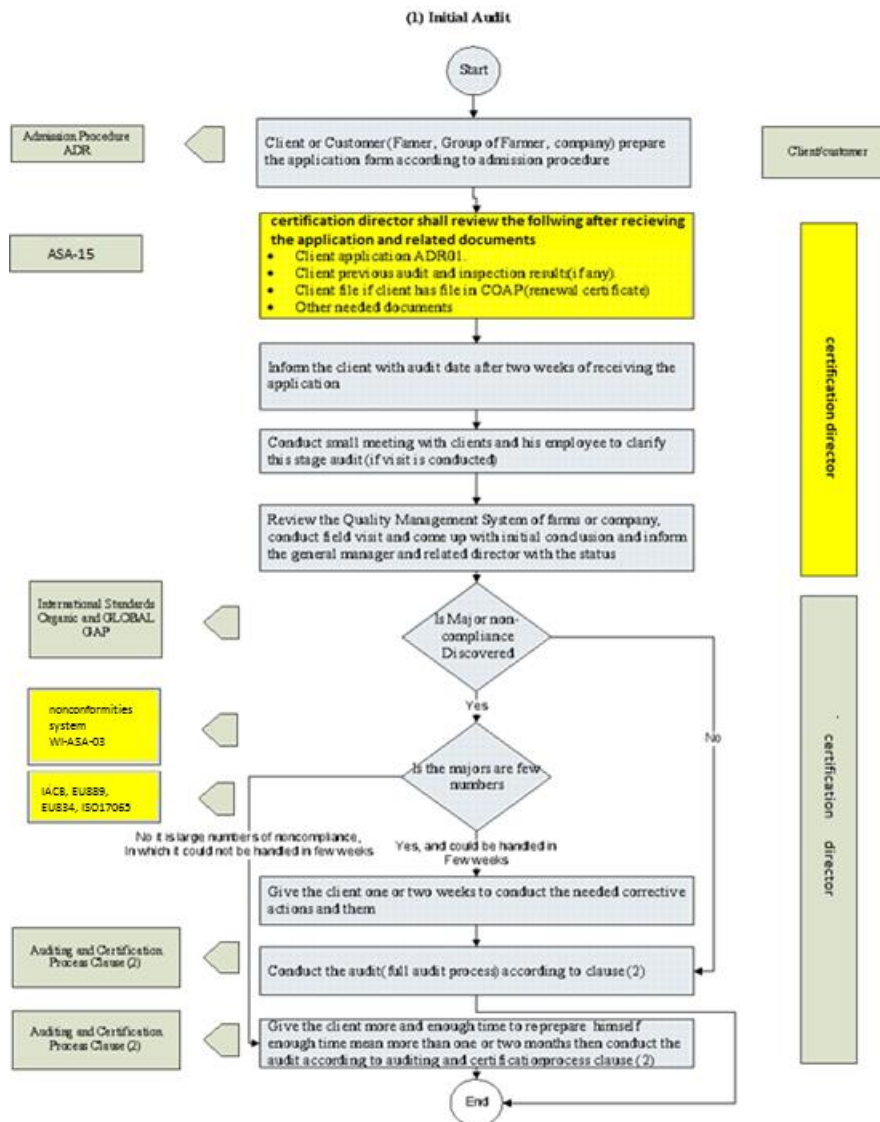 (1) Initial Audit
Start
Admission Procedure
ADR
Client or Customer(Famer, Group of Farmer, company) prepare
the application form according to admission procedure
Client/customer
ASA-15
certification director shall review the follwing after recieving
the application and related documents
• Client application ADR01.
• Client previous audit and inspection results(if any).
• Client file if client has file in COAP(renewal certificate)
• Other needed documents
certification director
Inform the client with audit date after two weeks of receiving the
application
Conduct small meeting with clients and his employee to clarify
this stage audit (if visit is conducted)
Review the Quality Management System of farms or company,
conduct field visit and come up with initial conclusion and inform
the general manager and related director with the status
International Standards
Organic and GLOBAL
GAP
Is Major non-
compliance
Discovered
Yes
No
nonconformities
system
WI-ASA-03
Is the majors are few
numbers
IACB, EU889,
EU834, ISO17065
certification director
No it is large numbers of noncompliance,
In which it could not be handled in few weeks
Yes, and could be handled in
Few weeks
Give the client one or two weeks to conduct the needed corrective
actions and them
Auditing and Certification
Process Clause (2)
Conduct the audit(full audit process) according to clause (2)
Auditing and Certification
Process Clause (2)
Give the client more and enough time to reprepare himself
enough time mean more than one or two months then conduct the
audit according to auditing and certificationprocess clause (2)
End